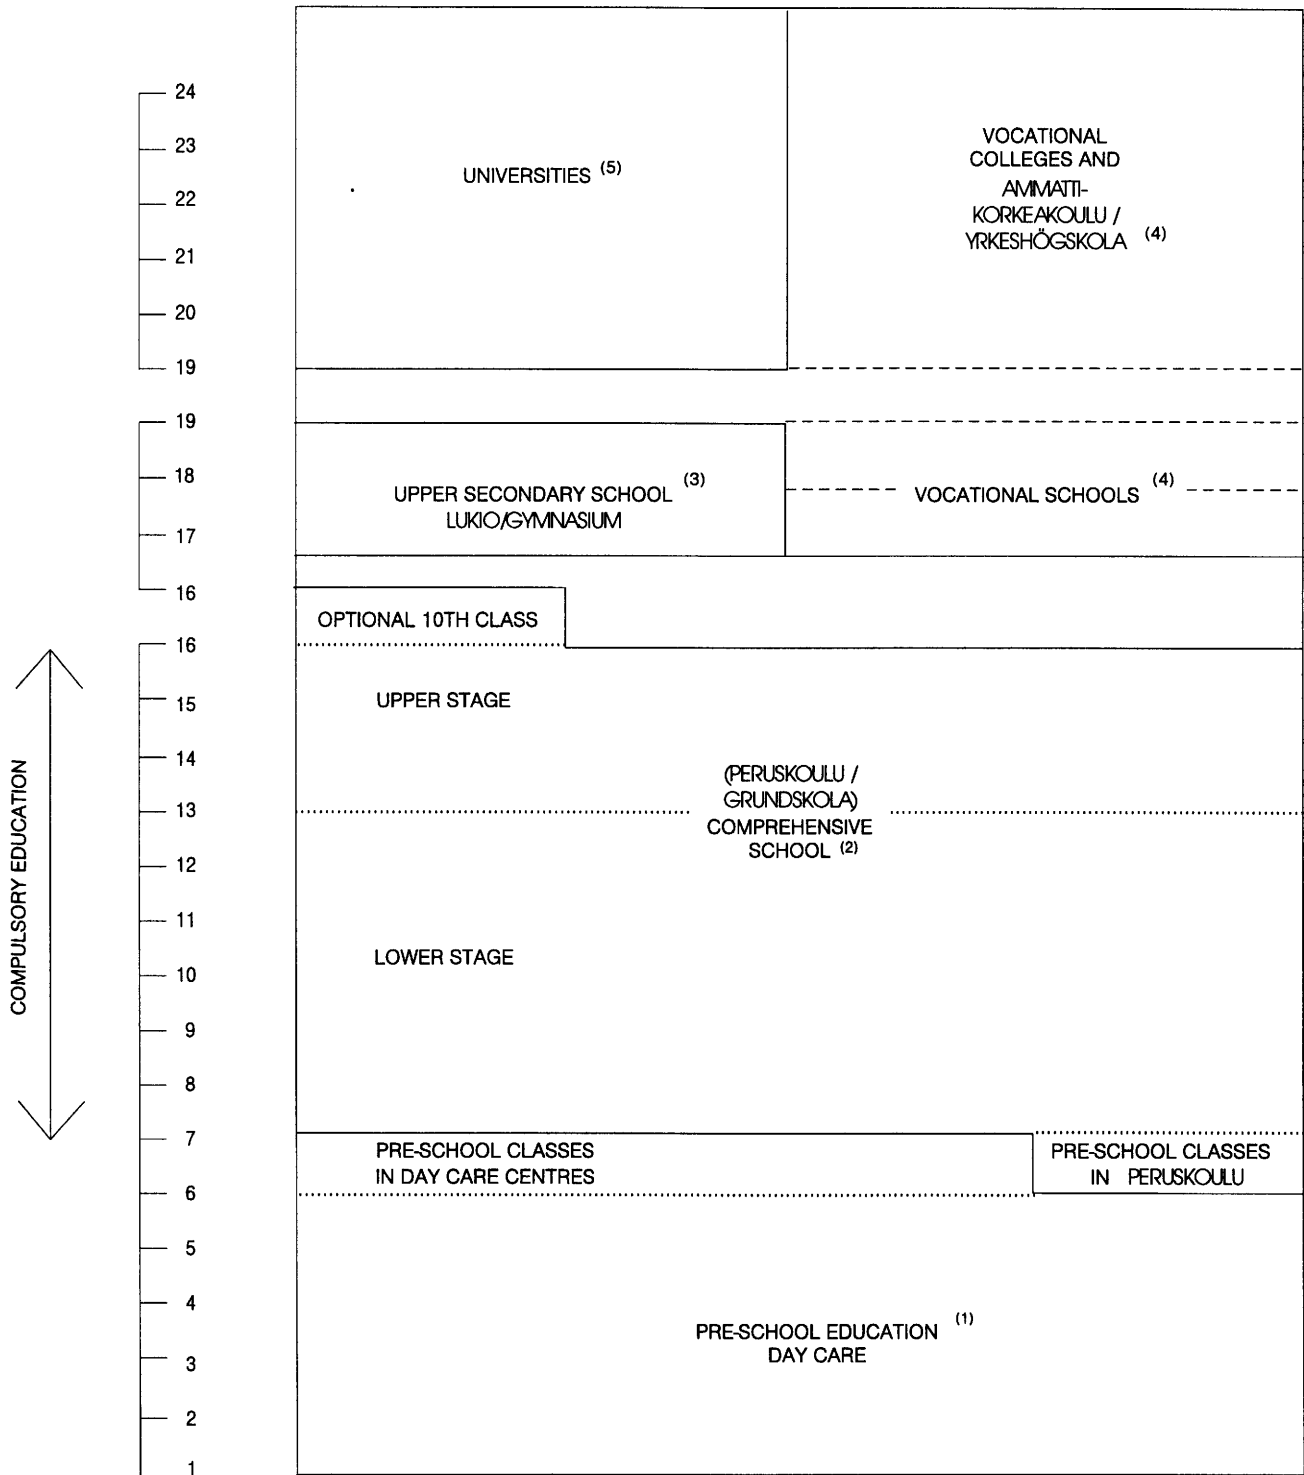 24
23
22
21
20
19
UNIVERSITIES (5)
VOCATIONAL
COLLEGES AND
AMMATTI-
KORKEAKOULU /
YRKESHÖGSKOLA (4)
19
18
17
16
UPPER SECONDARY SCHOOL (3)
LUKIO/GYMNASIUM
VOCATIONAL SCHOOLS (4)
OPTIONAL 10TH CLASS
COMPULSORY EDUCATION
16
15
14
13
12
11
10
9
8
7
6
5
4
3
2
1
UPPER STAGE
(PERUSKOULU /
GRUNDSKOLA)
COMPREHENSIVE
SCHOOL (2)
LOWER STAGE
PRE-SCHOOL CLASSES
IN DAY CARE CENTRES
PRE-SCHOOL CLASSES
IN PERUSKOULU
PRE-SCHOOL EDUCATION (1)
DAY CARE